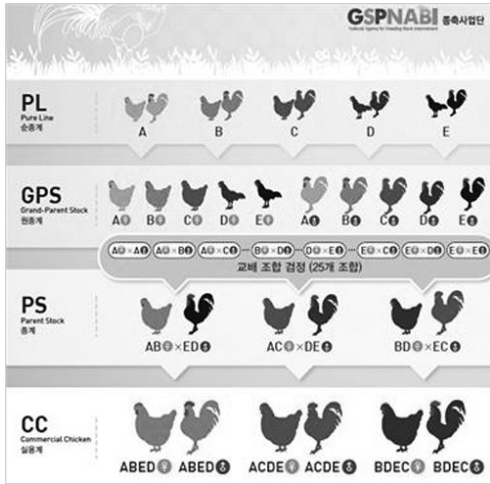 GSPNABI 종축사업단
PL
Pure Line
순종계
A B C D E
GPS
Grand-Parent Stock
원종계
A♀ B♀ C♀ D♀ E♀ A♂ B♂ C♂ D♂ E♂
A♀×A♂ A♀×B♂ A♀×C♂ ··· B♀×D♂ ··· D♀×E♂ ··· E♀×C♂ E♀×D♂ E♀×E♂
교배 조합 검정 (25개 조합)
PS
Parent Stock
종계
AB♀×ED♂ AC♀×DE♂ BD♀×EC♂
CC
Commercial Chicken
실용계
ABED♀ ABED♂ ACDE♀ ACDE♂ BDEC♀ BDEC♂